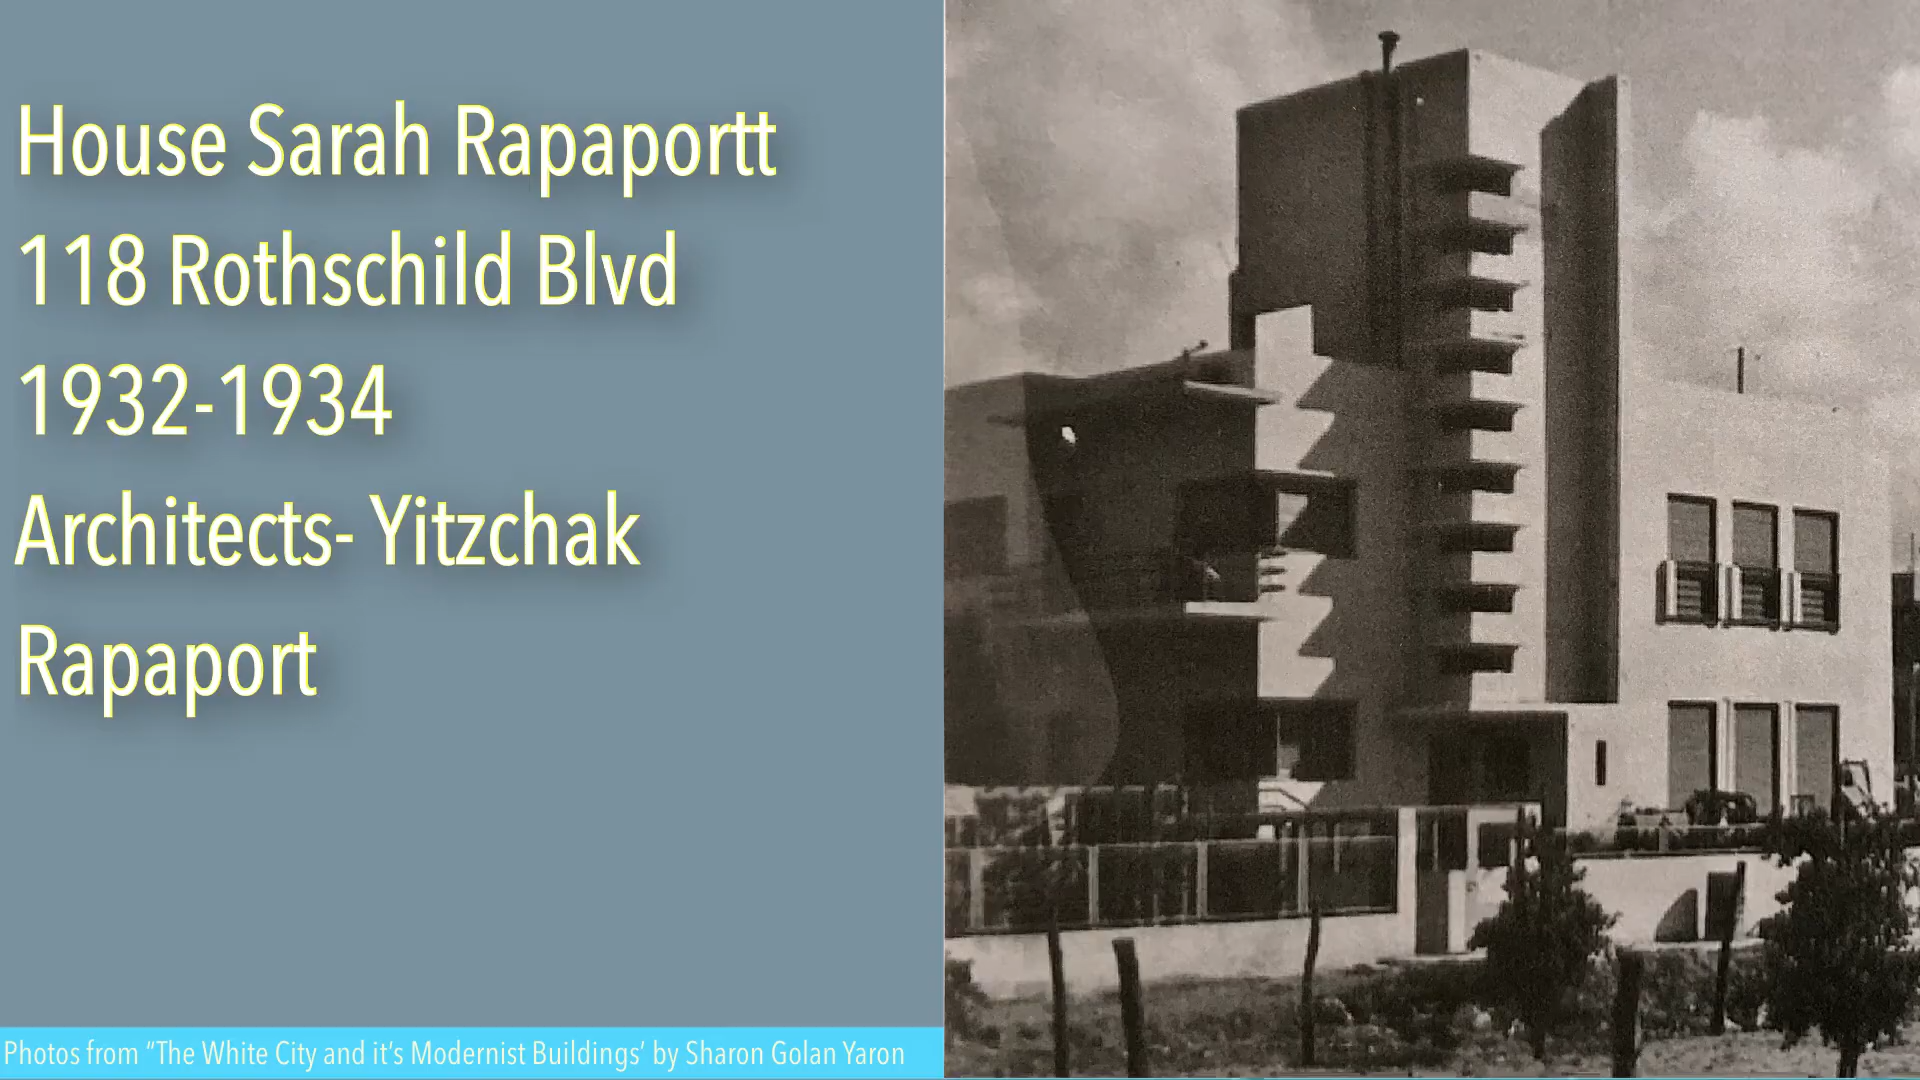 House Sarah Rapaportt
118 Rothschild Blvd
1932-1934
Architects- Yitzchak
Rapaport
Photos from “The White City and it’s Modernist Buildings’ by Sharon Golan Yaron